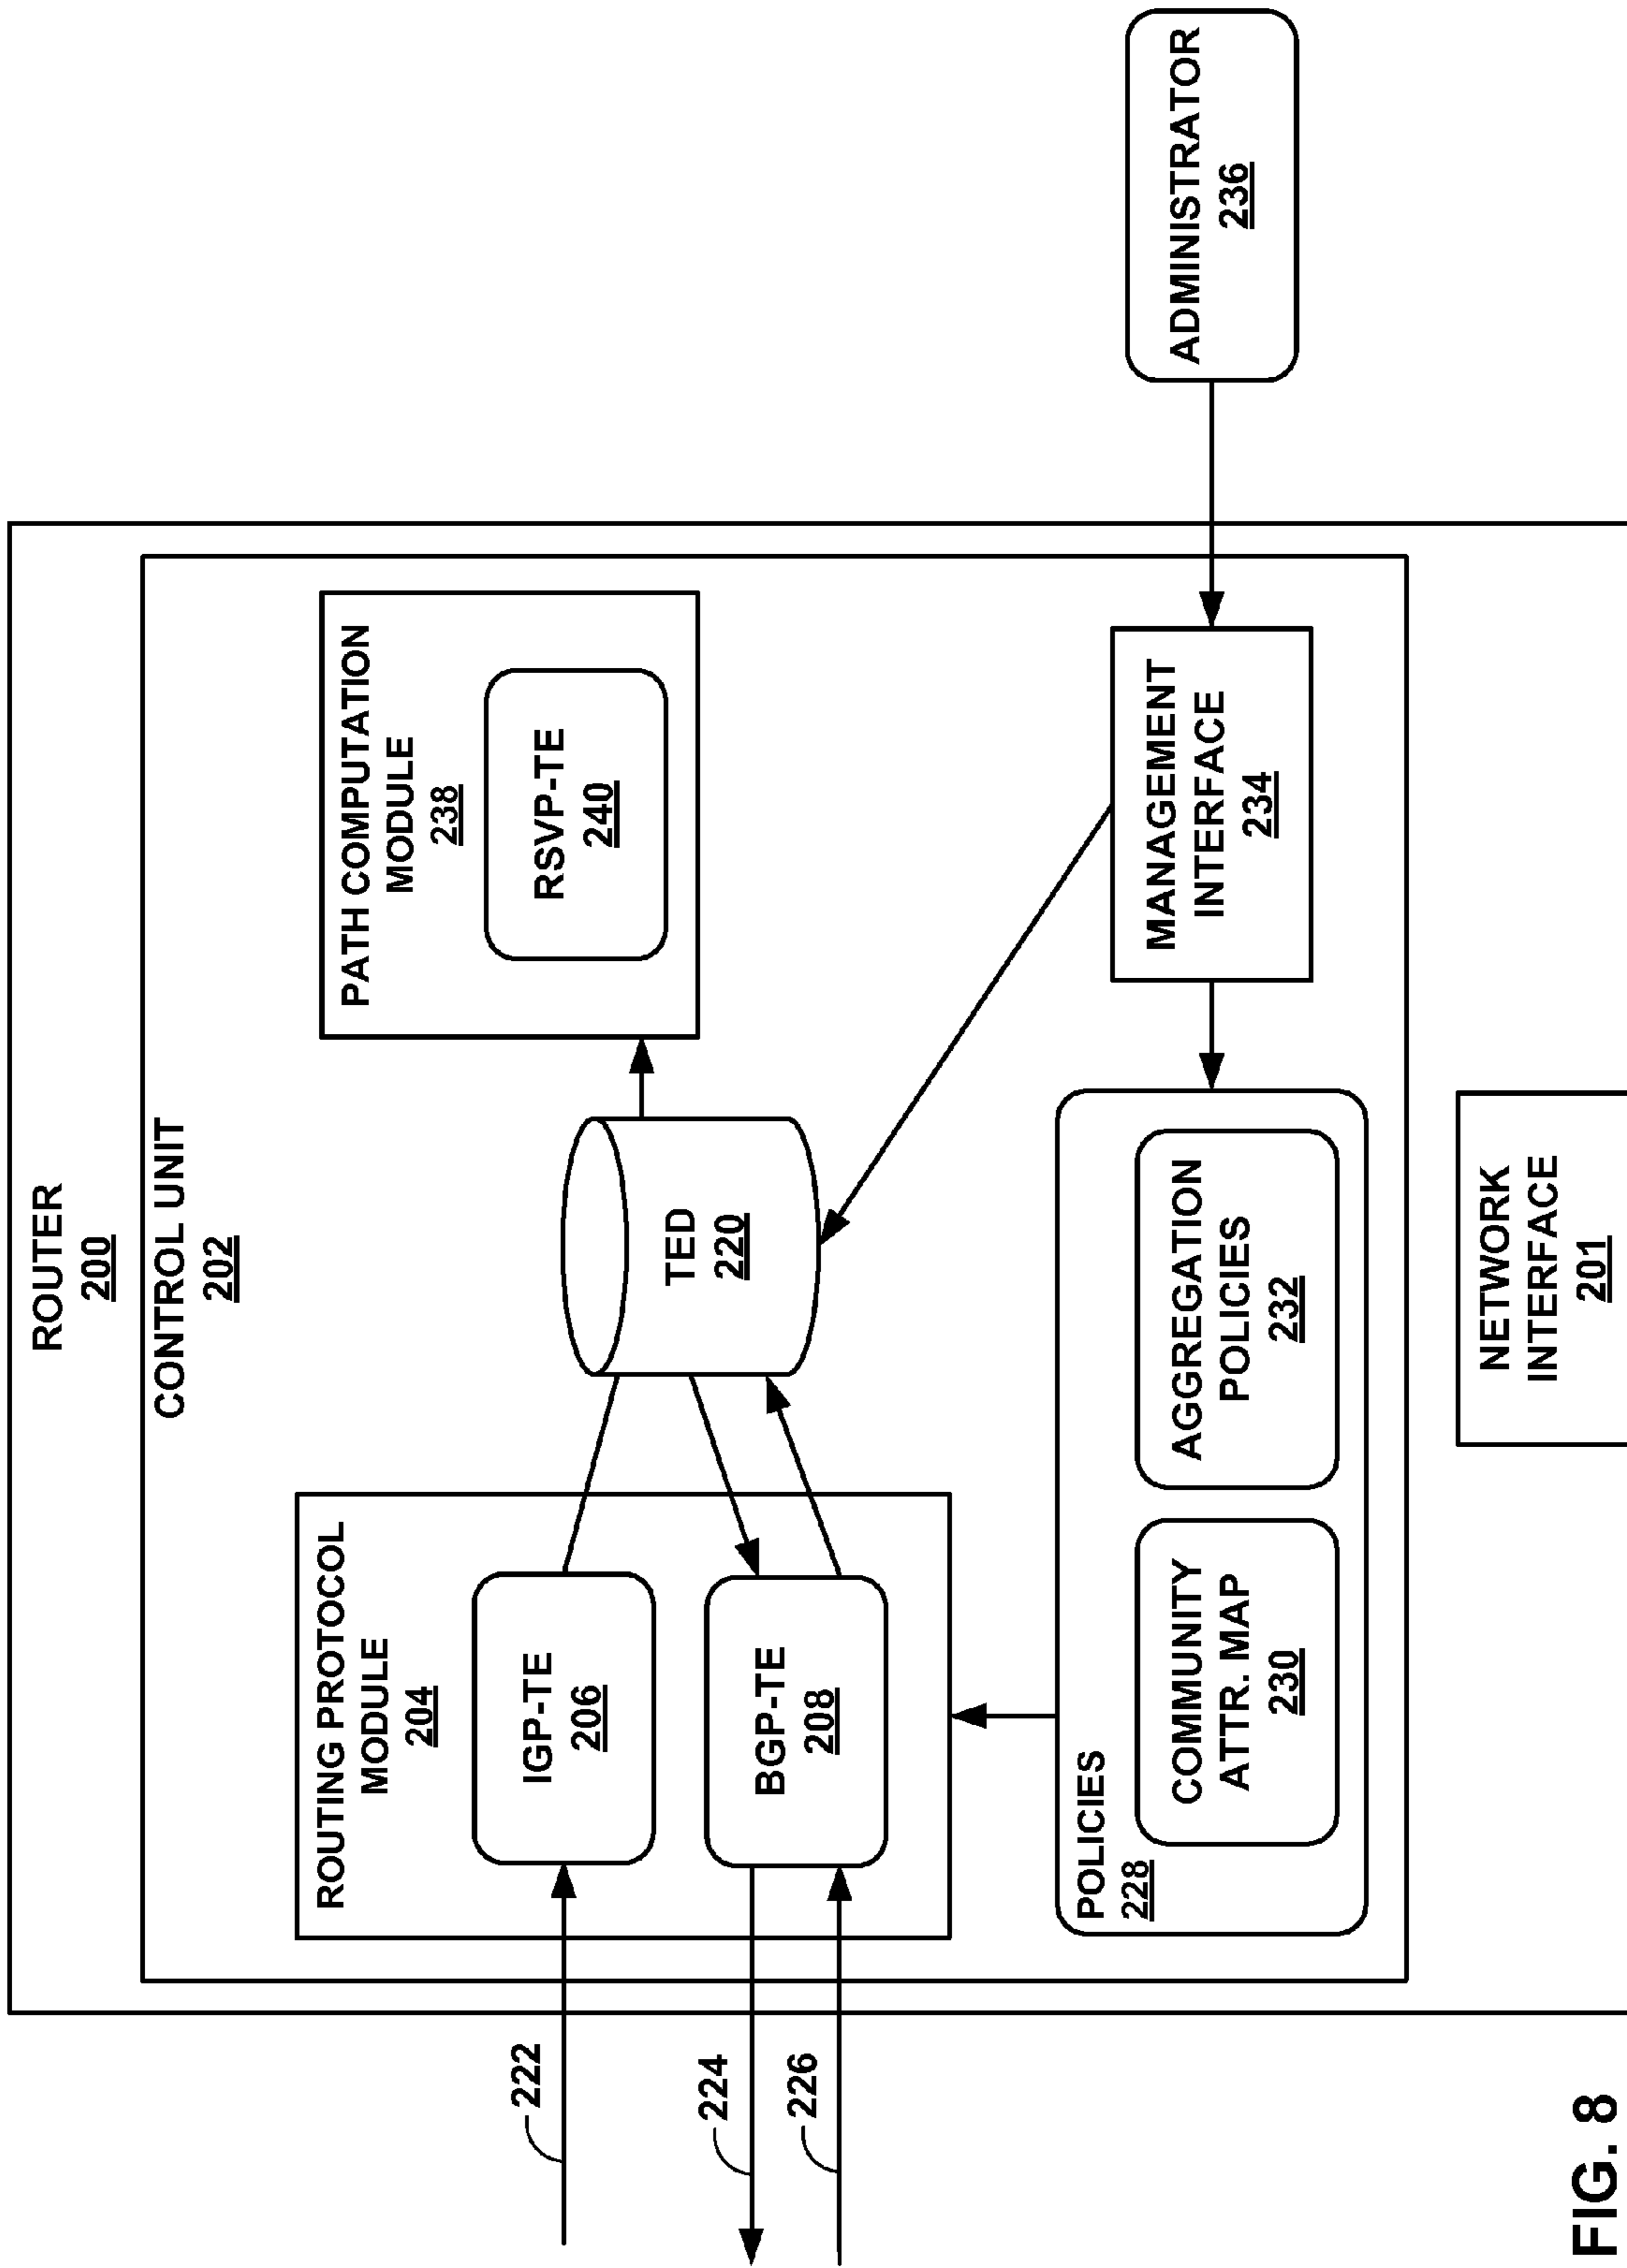 ROUTER
200
CONTROL UNIT
202
ROUTING PROTOCOL
MODULE
204
IGP-TE
206
BGP-TE
208
TED
220
PATH COMPUTATION
MODULE
238
RSVP-TE
240
222
224
226
POLICIES
228
COMMUNITY
ATTR. MAP
230
AGGREGATION
POLICIES
232
MANAGEMENT
INTERFACE
234
ADMINISTRATOR
236
NETWORK
INTERFACE
201
FIG. 8